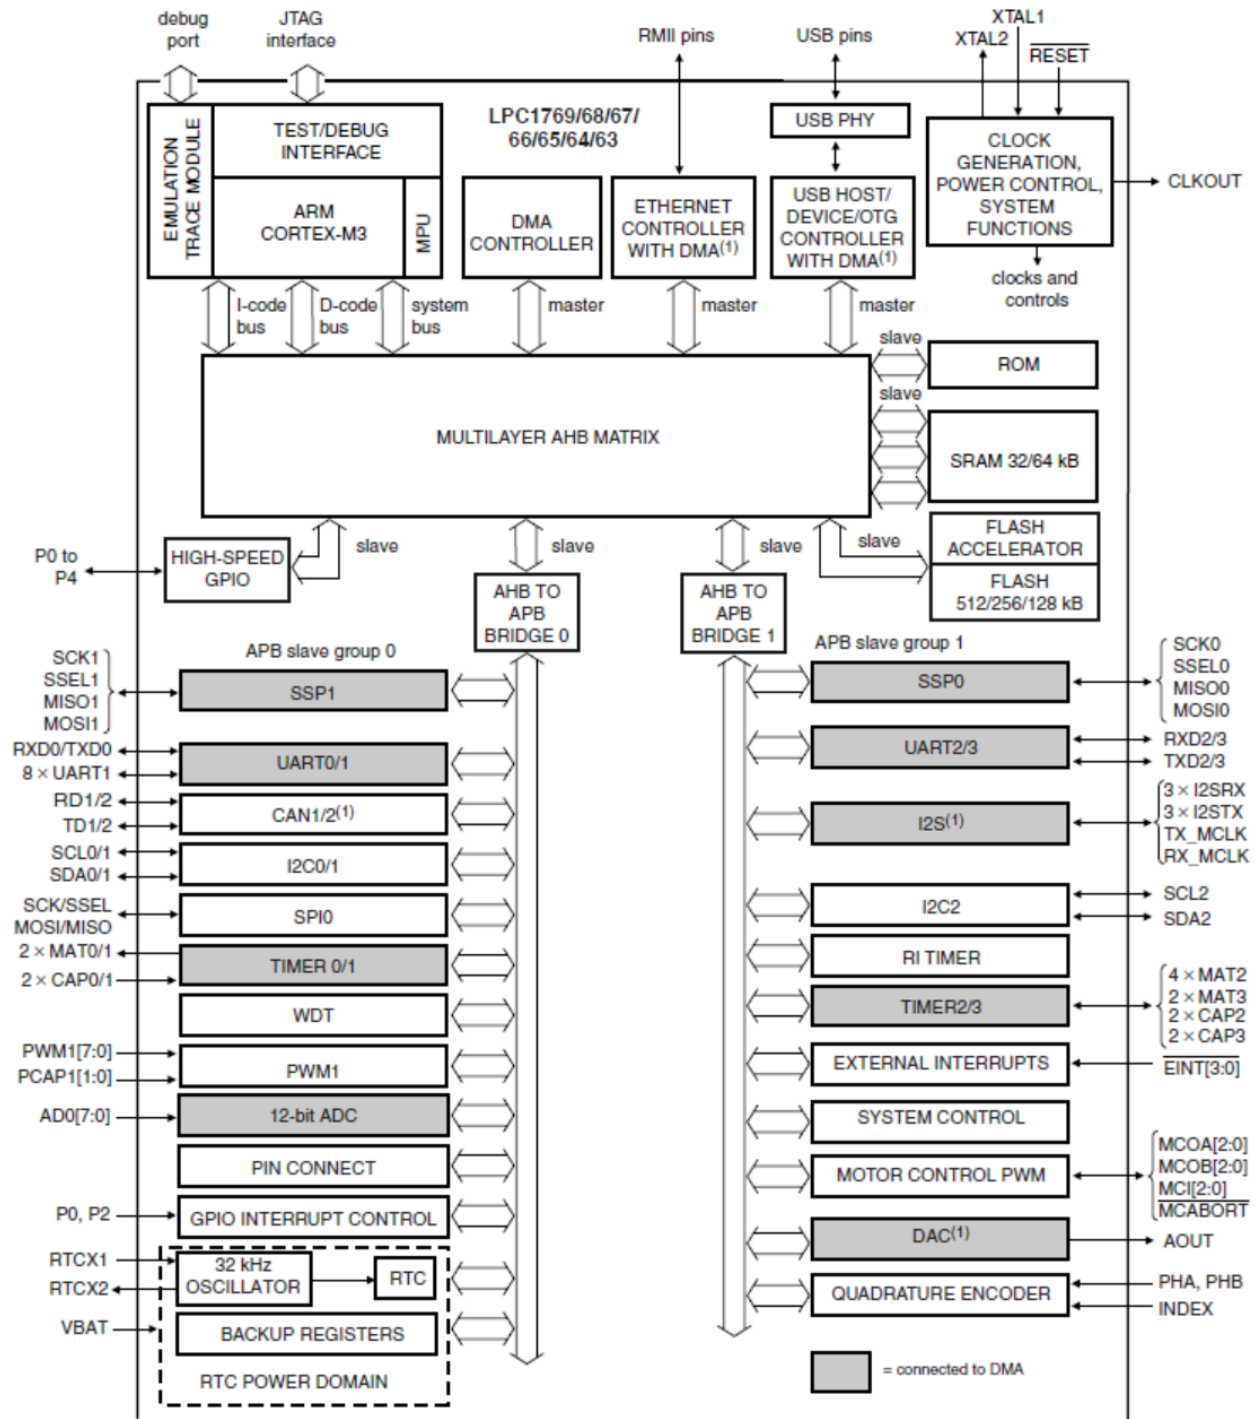 debug
port
JTAG
interface
RMII pins
USB pins
XTAL1
XTAL2
RESET
EMULATION
TRACE MODULE
TEST/DEBUG
INTERFACE
ARM
CORTEX-M3
MPU
LPC1769/68/67/
66/65/64/63
DMA
CONTROLLER
ETHERNET
CONTROLLER
WITH DMA(1)
USB PHY
USB HOST/
DEVICE/OTG
CONTROLLER
WITH DMA(1)
CLOCK
GENERATION,
POWER CONTROL,
SYSTEM
FUNCTIONS
CLKOUT
clocks and
controls
I-code
bus
D-code
bus
system
bus
master
master
master
slave
ROM
slave
MULTILAYER AHB MATRIX
SRAM 32/64 kB
P0 to
P4
HIGH-SPEED
GPIO
slave
slave
slave
slave
FLASH
ACCELERATOR
FLASH
512/256/128 kB
AHB TO
APB
BRIDGE 0
AHB TO
APB
BRIDGE 1
APB slave group 0
SCK1
SSEL1
MISO1
MOSI1
SSP1
RXD0/TXD0
8 × UART1
UART0/1
RD1/2
TD1/2
CAN1/2(1)
SCL0/1
SDA0/1
I2C0/1
SCK/SSEL
MOSI/MISO
SPI0
2 × MAT0/1
2 × CAP0/1
TIMER 0/1
WDT
PWM1[7:0]
PCAP1[1:0]
PWM1
AD0[7:0]
12-bit ADC
PIN CONNECT
P0, P2
GPIO INTERRUPT CONTROL
RTCX1
RTCX2
32 kHz
OSCILLATOR
RTC
VBAT
BACKUP REGISTERS
RTC POWER DOMAIN
APB slave group 1
SSP0
SCK0
SSEL0
MISO0
MOSI0
UART2/3
RXD2/3
TXD2/3
I2S(1)
3 × I2SRX
3 × I2STX
TX_MCLK
RX_MCLK
I2C2
SCL2
SDA2
RI TIMER
TIMER2/3
4 × MAT2
2 × MAT3
2 × CAP2
2 × CAP3
EXTERNAL INTERRUPTS
EINT[3:0]
SYSTEM CONTROL
MOTOR CONTROL PWM
MCOA[2:0]
MCOB[2:0]
MCI[2:0]
MCABORT
DAC(1)
AOUT
QUADRATURE ENCODER
PHA, PHB
INDEX
= connected to DMA